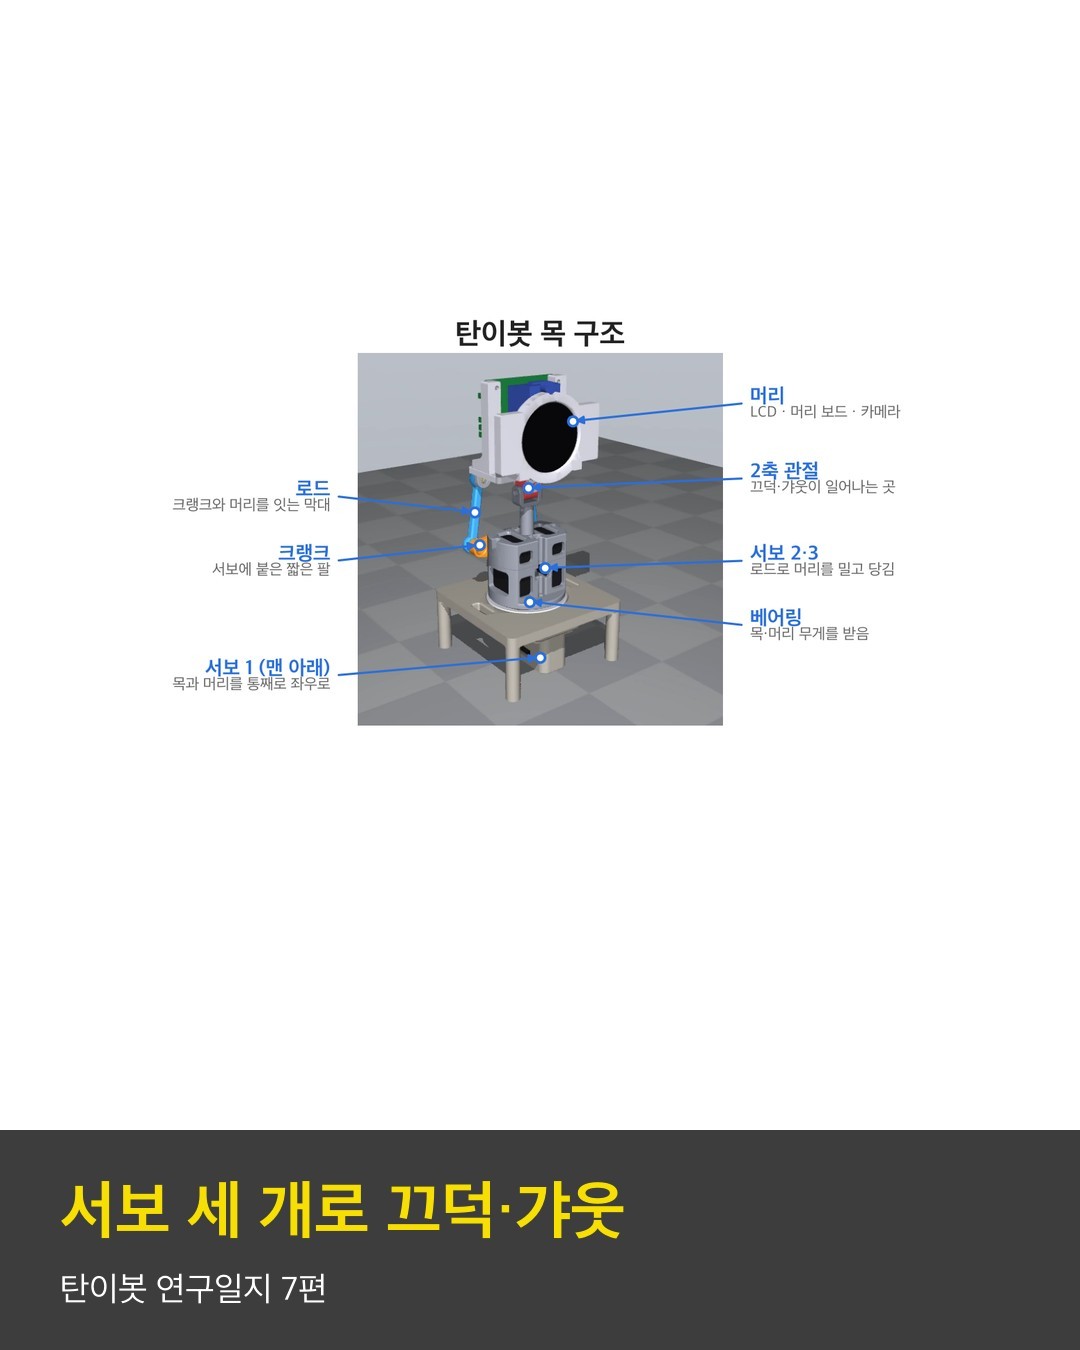 탄이봇 목 구조
머리
LCD · 머리 보드 · 카메라
2축 관절
끄덕·갸웃이 일어나는 곳
로드
크랭크와 머리를 잇는 막대
크랭크
서보에 붙은 짧은 팔
서보 2·3
로드로 머리를 밀고 당김
베어링
목·머리 무게를 받음
서보 1 (맨 아래)
목과 머리를 통째로 좌우로
서보 세 개로 끄덕·갸웃
탄이봇 연구일지 7편